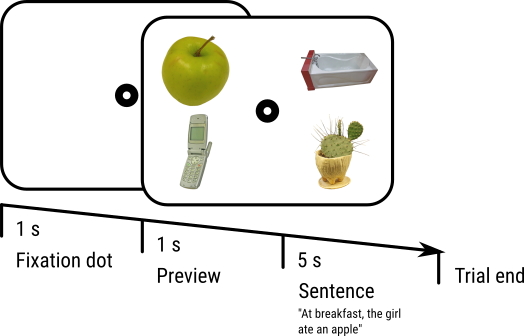 1 s
Fixation dot
1 s
Preview
5 s
Sentence
"At breakfast, the girl
ate an apple"
Trial end